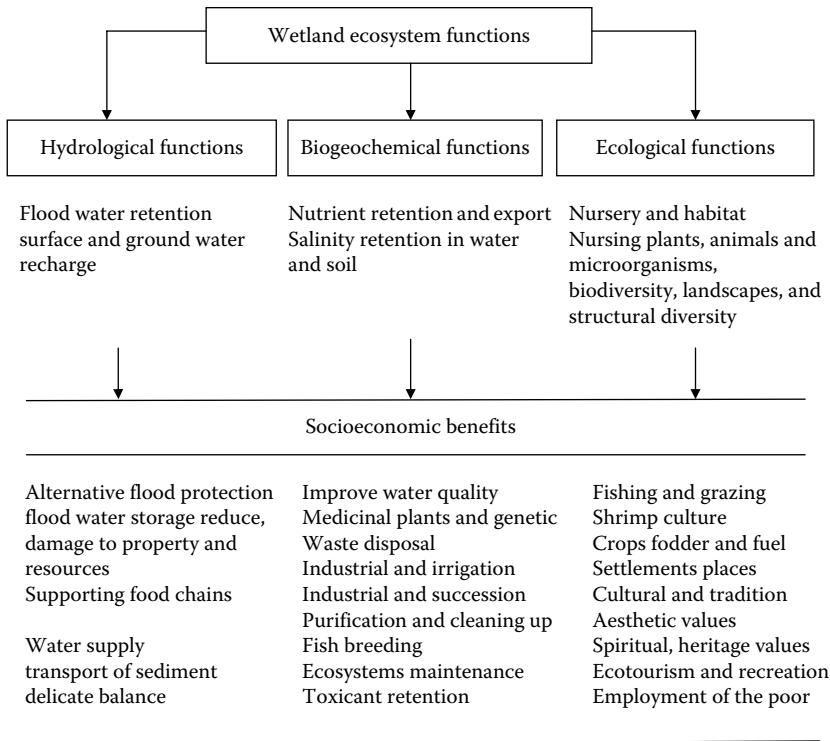 Wetland ecosystem functions
Hydrological functions
Biogeochemical functions
Ecological functions
Flood water retention
surface and ground water
recharge
Nutrient retention and export
Salinity retention in water
and soil
Nursery and habitat
Nursing plants, animals and
microorganisms,
biodiversity, landscapes, and
structural diversity
Socioeconomic benefits
Alternative flood protection
flood water storage reduce,
damage to property and
resources
Supporting food chains
Water supply
transport of sediment
delicate balance
Improve water quality
Medicinal plants and genetic
Waste disposal
Industrial and irrigation
Industrial and succession
Purification and cleaning up
Fish breeding
Ecosystems maintenance
Toxicant retention
Fishing and grazing
Shrimp culture
Crops fodder and fuel
Settlements places
Cultural and tradition
Aesthetic values
Spiritual, heritage values
Ecotourism and recreation
Employment of the poor